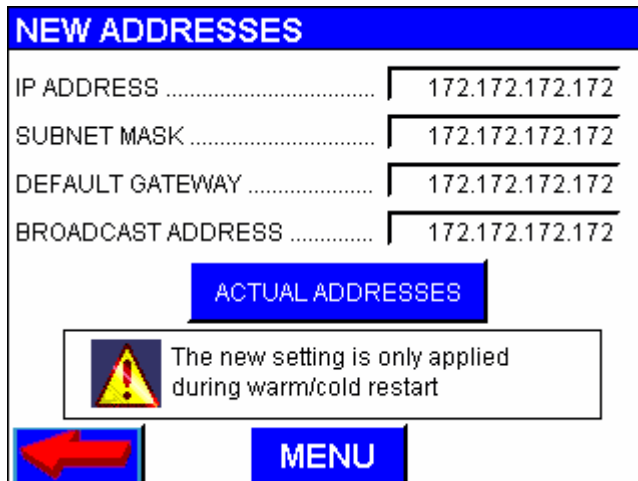 NEW ADDRESSES
IP ADDRESS ................................... 172.172.172.172
SUBNET MASK ............................... 172.172.172.172
DEFAULT GATEWAY ..................... 172.172.172.172
BROADCAST ADDRESS .............. 172.172.172.172
ACTUAL ADDRESSES
The new setting is only applied
during warm/cold restart
MENU